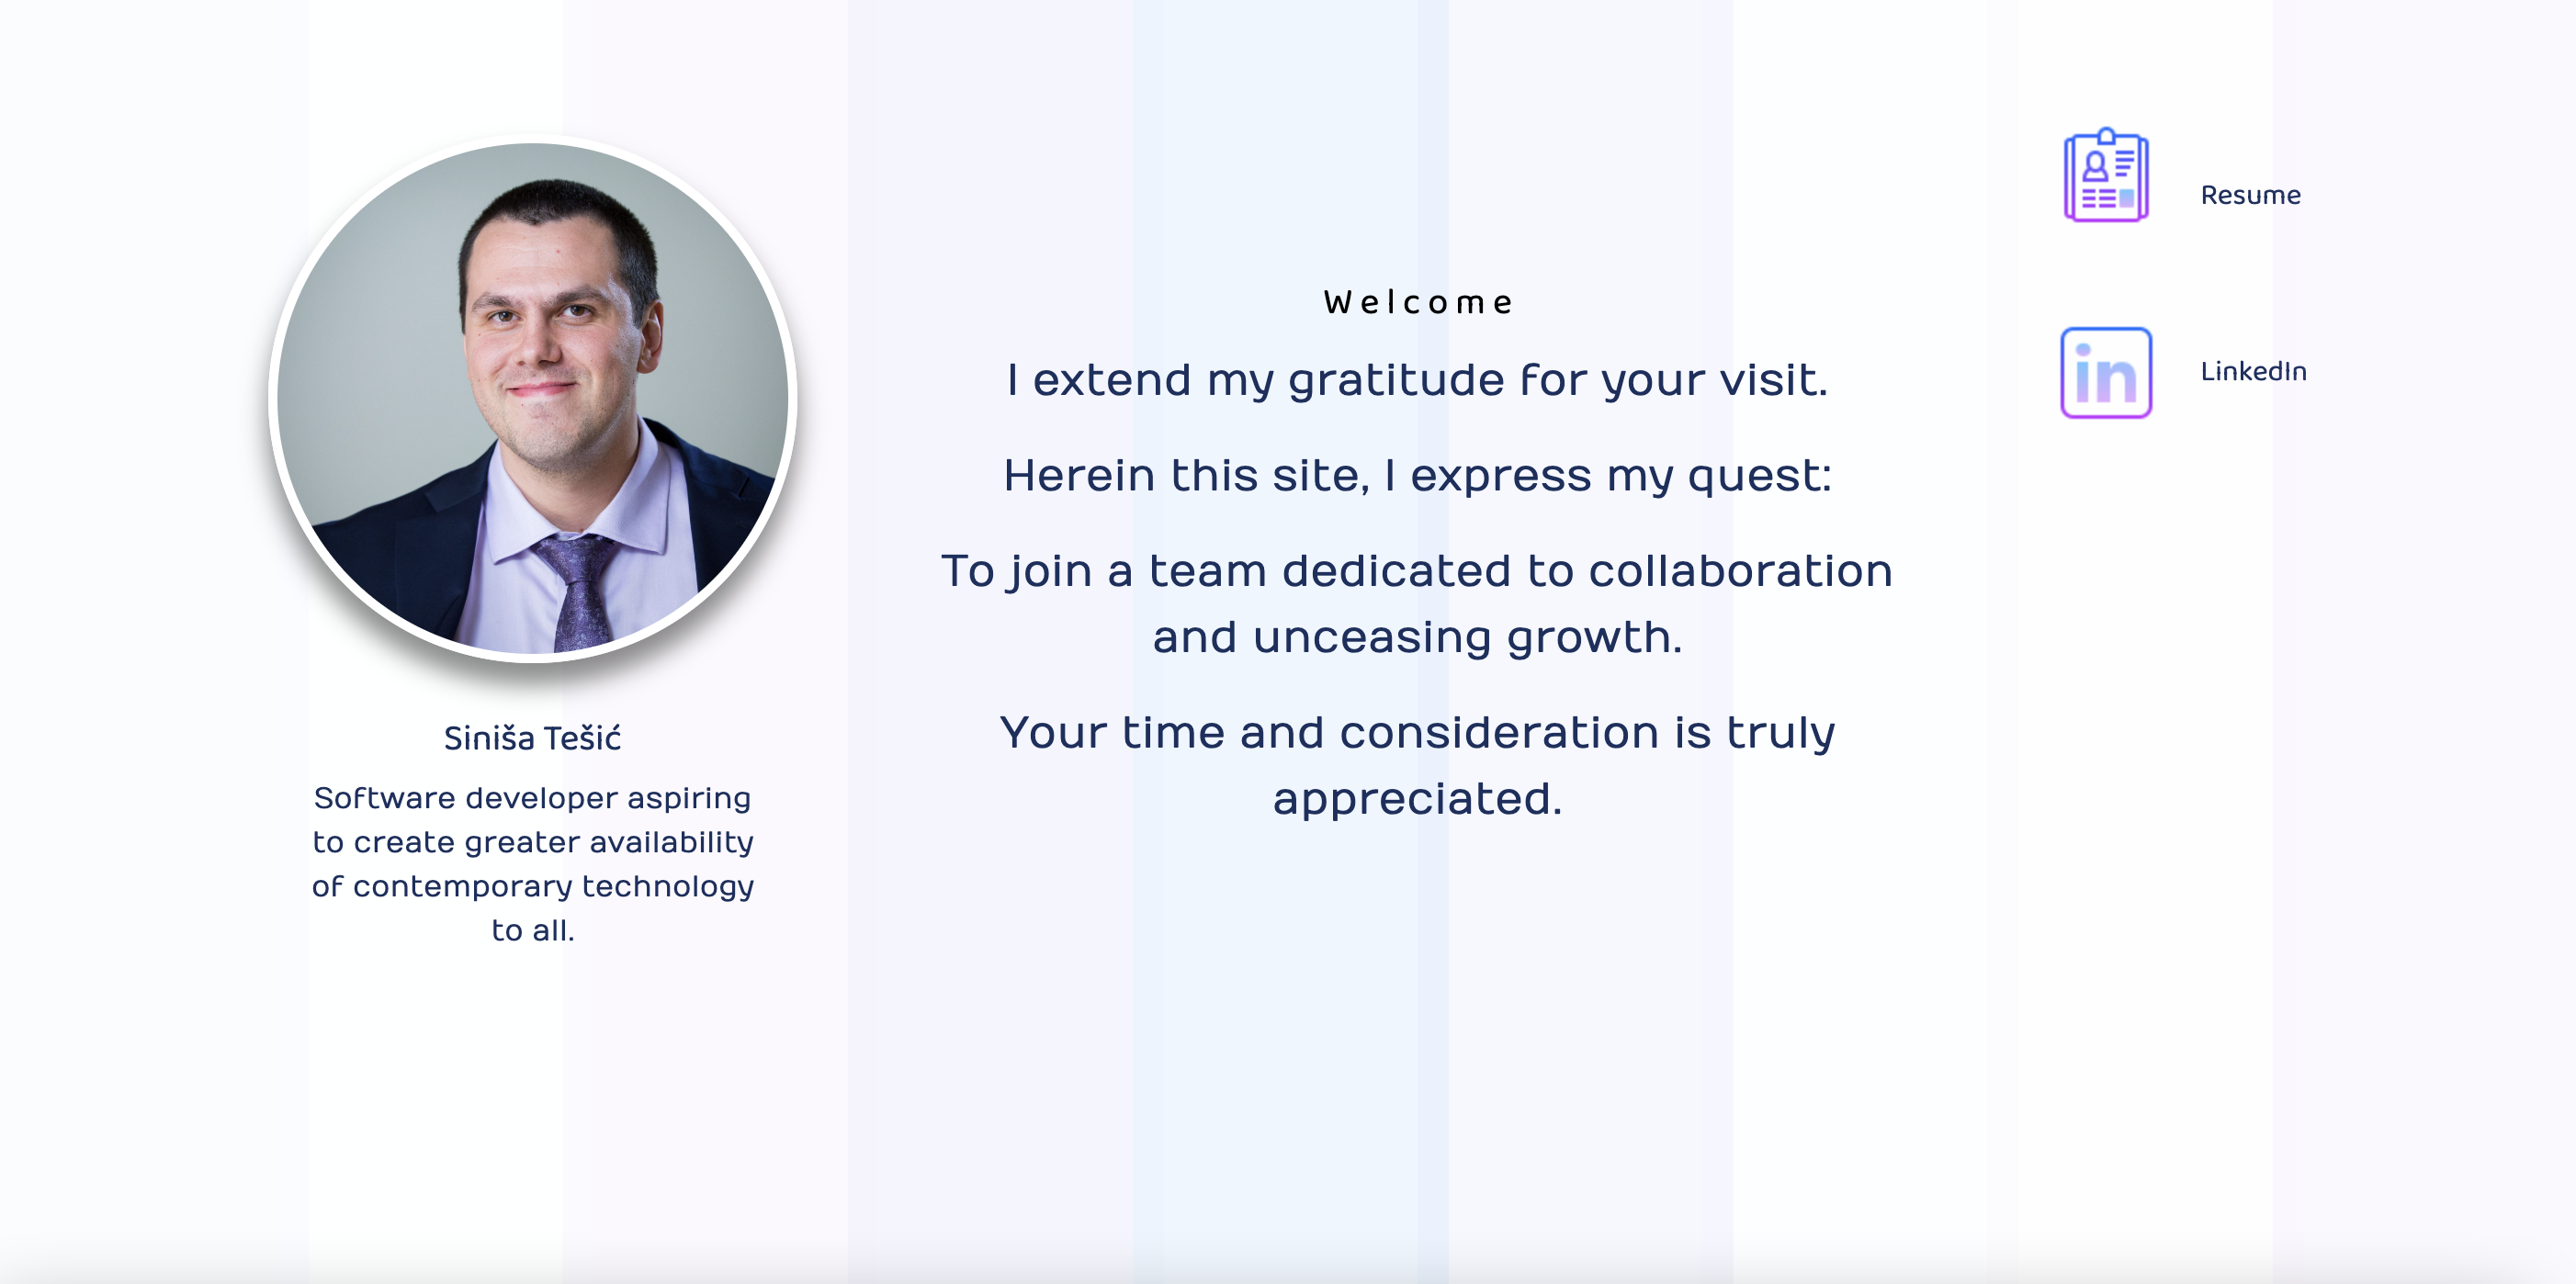 Siniša Tešić
Software developer aspiring
to create greater availability
of contemporary technology
to all.
Welcome
I extend my gratitude for your visit.
Herein this site, I express my quest:
To join a team dedicated to collaboration
and unceasing growth.
Your time and consideration is truly
appreciated.
Resume
in
LinkedIn